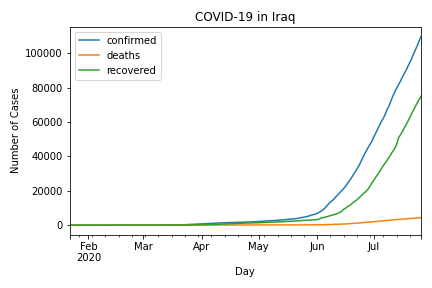 COVID-19 in Iraq
confirmed
deaths
recovered
Number of Cases
100000
80000
60000
40000
20000
0
Feb
2020
Mar
Apr
May
Jun
Jul
Day